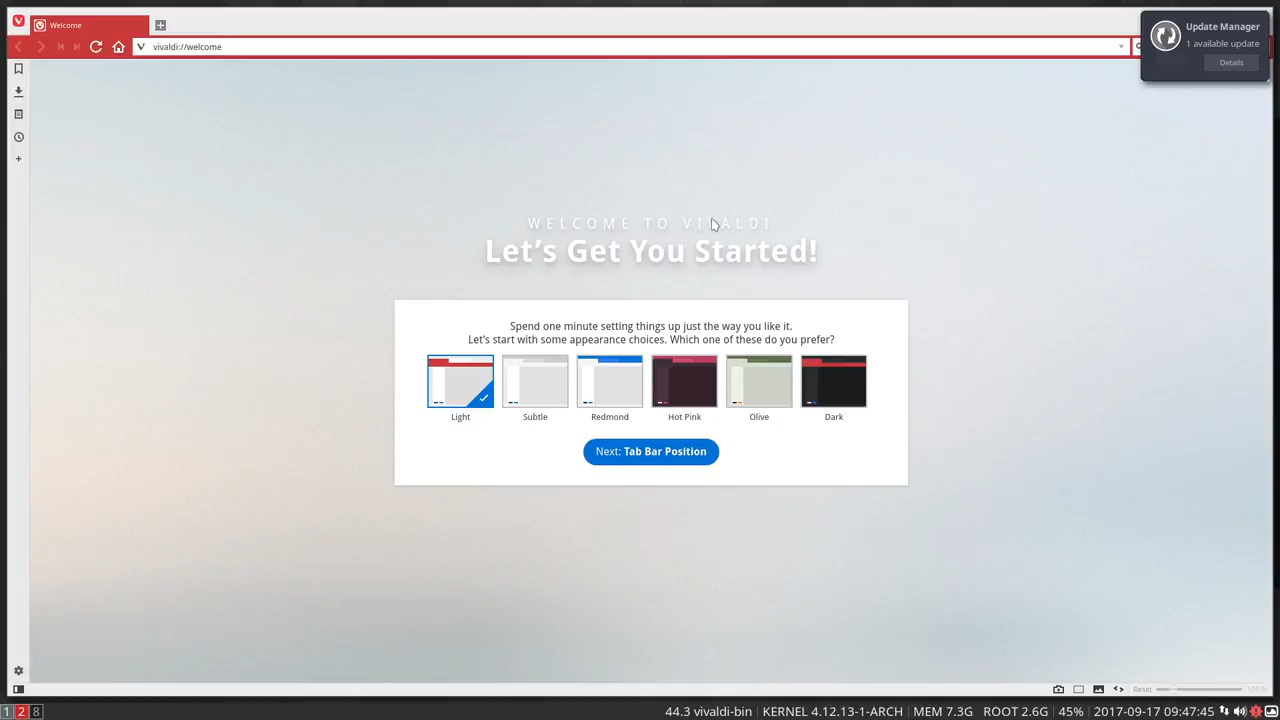 Welcome
vivaldi://welcome
Update Manager
1 available update
Details
WELCOME TO VIVALDI
Let's Get You Started!
Spend one minute setting things up just the way you like it.
Let's start with some appearance choices. Which one of these do you prefer?
Light Subtle Redmond Hot Pink Olive Dark
Next: Tab Bar Position
Reset 100 %
1 2 8 44.3 vivaldi-bin KERNEL 4.12.13-1-ARCH MEM 7.3G ROOT 2.6G 45% 2017-09-17 09:47:45